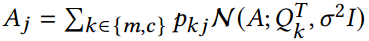 $A_j = \sum_{k \in \{m,c\}} p_{kj} \mathcal{N}(A; Q_k^T, \sigma^2 I)$